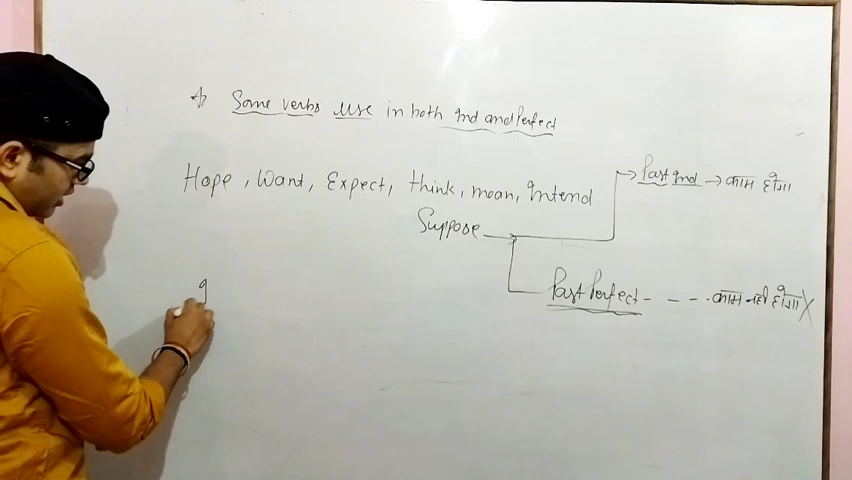 Some verbs use in both Ind and Perfect
Hope, Want, Expect, think, mean, Intend
Suppose
Past Ind → काम होगा
Past Perfect - - - . काम नहीं होगा X
I